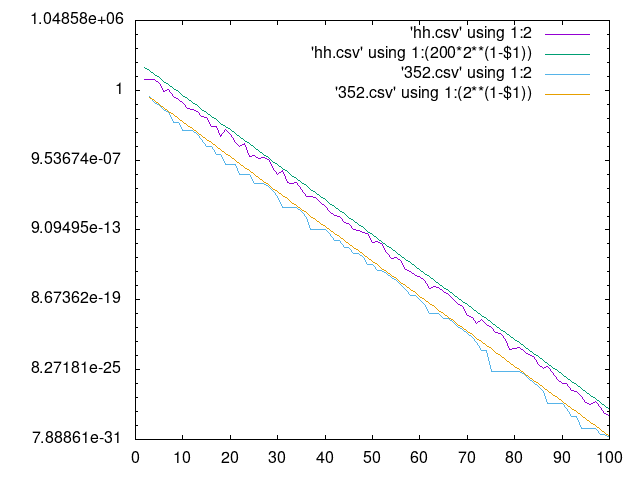 1.04858e+06
1
9.53674e-07
9.09495e-13
8.67362e-19
8.27181e-25
7.88861e-31
'hh.csv' using 1:2
'hh.csv' using 1:(200*2**(1-$1))
'352.csv' using 1:2
'352.csv' using 1:(2**(1-$1))
0 10 20 30 40 50 60 70 80 90 100